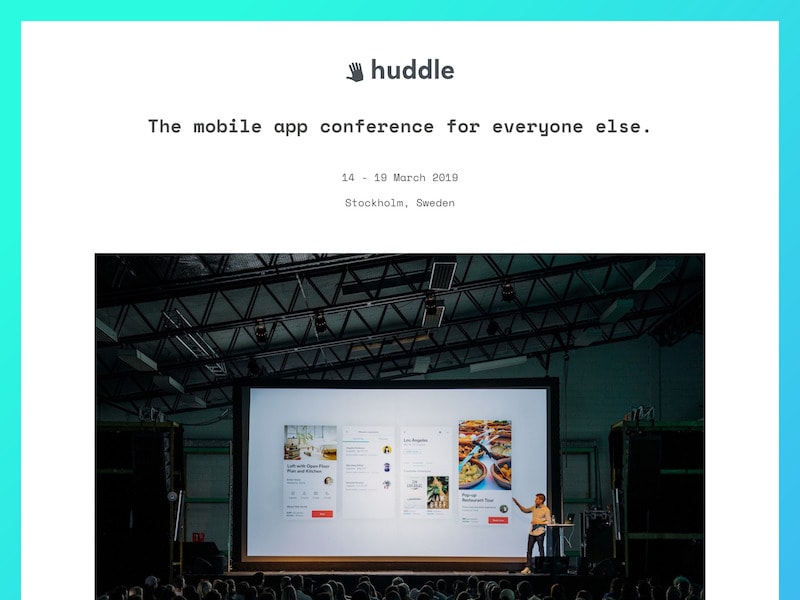 huddle
The mobile app conference for everyone else.
14 - 19 March 2019
Stockholm, Sweden
Loft with Open Floor
Plan and Kitchen
Los Angeles
Pop-up
Restaurant Tour